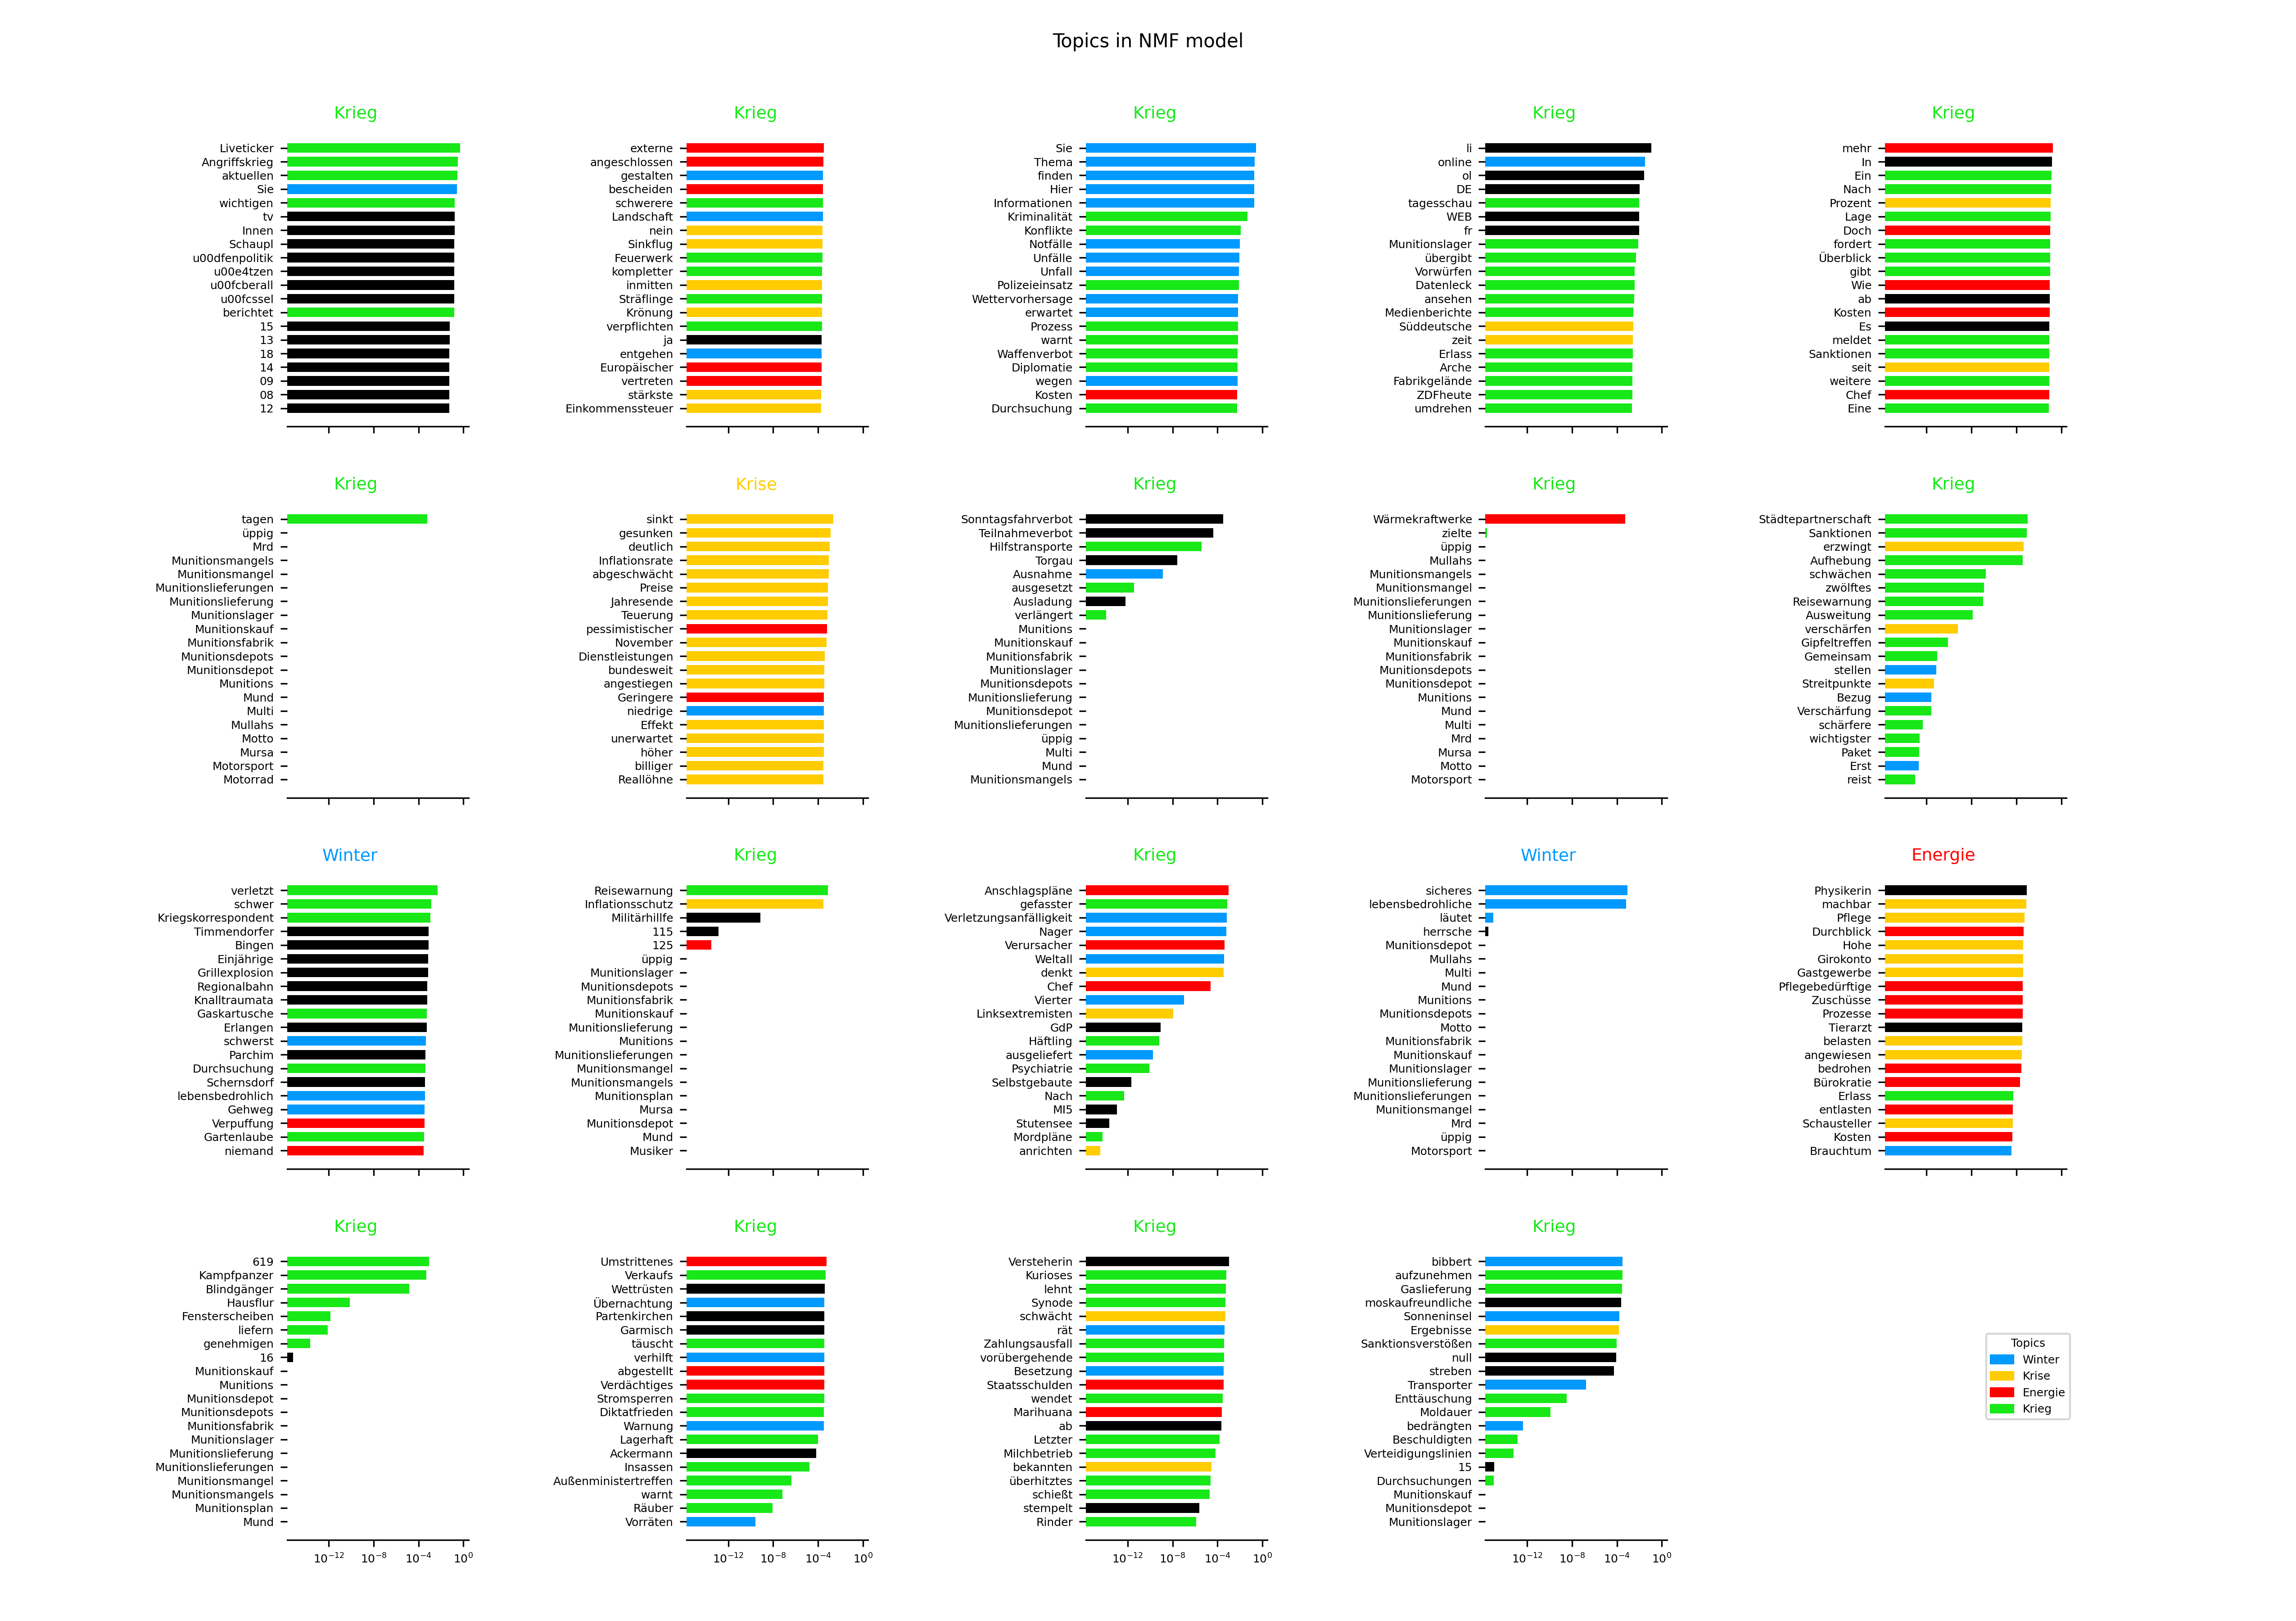 Topics in NMF model
Krieg
Liveticker
Angriffskrieg
aktuellen
Sie
wichtigen
tv
Innen
Schaupl
u00dfenpolitik
u00e4tzen
u00fcberall
u00fcssel
berichtet
15
13
18
14
09
08
12
Krieg
externe
angeschlossen
gestalten
bescheiden
schwerere
Landschaft
nein
Sinkflug
Feuerwerk
kompletter
inmitten
Sträflinge
Krönung
verpflichten
ja
entgehen
Europäischer
vertreten
stärkste
Einkommenssteuer
Krieg
Sie
Thema
finden
Hier
Informationen
Kriminalität
Konflikte
Notfälle
Unfälle
Unfall
Polizeieinsatz
Wettervorhersage
erwartet
Prozess
warnt
Waffenverbot
Diplomatie
wegen
Kosten
Durchsuchung
Krieg
li
online
ol
DE
tagesschau
WEB
fr
Munitionslager
übergibt
Vorwürfen
Datenleck
ansehen
Medienberichte
Süddeutsche
zeit
Erlass
Arche
Fabrikgelände
ZDFheute
umdrehen
Krieg
mehr
In
Ein
Nach
Prozent
Lage
Doch
fordert
Überblick
gibt
Wie
ab
Kosten
Es
meldet
Sanktionen
seit
weitere
Chef
Eine
Krieg
tagen
üppig
Mrd
Munitionsmangels
Munitionsmangel
Munitionslieferungen
Munitionslieferung
Munitionslager
Munitionskauf
Munitionsfabrik
Munitionsdepots
Munitionsdepot
Munitions
Mund
Multi
Mullahs
Motto
Mursa
Motorsport
Motorrad
Krise
sinkt
gesunken
deutlich
Inflationsrate
abgeschwächt
Preise
Jahresende
Teuerung
pessimistischer
November
Dienstleistungen
bundesweit
angestiegen
Geringere
niedrige
Effekt
unerwartet
höher
billiger
Reallöhne
Krieg
Sonntagsfahrverbot
Teilnahmeverbot
Hilfstransporte
Torgau
Ausnahme
ausgesetzt
Ausladung
verlängert
Munitions
Munitionskauf
Munitionsfabrik
Munitionslager
Munitionsdepots
Munitionslieferung
Munitionsdepot
Munitionslieferungen
üppig
Multi
Mund
Munitionsmangels
Krieg
Wärmekraftwerke
zielte
üppig
Mullahs
Munitionsmangels
Munitionsmangel
Munitionslieferungen
Munitionslieferung
Munitionslager
Munitionskauf
Munitionsfabrik
Munitionsdepots
Munitionsdepot
Munitions
Mund
Multi
Mrd
Mursa
Motto
Motorsport
Krieg
Städtepartnerschaft
Sanktionen
erzwingt
Aufhebung
schwächen
zwölftes
Reisewarnung
Ausweitung
verschärfen
Gipfeltreffen
Gemeinsam
stellen
Streitpunkte
Bezug
Verschärfung
schärfere
wichtigster
Paket
Erst
reist
Winter
verletzt
schwer
Kriegskorrespondent
Timmendorfer
Bingen
Einjährige
Grillexplosion
Regionalbahn
Knalltraumata
Gaskartusche
Erlangen
schwerst
Parchim
Durchsuchung
Schernsdorf
lebensbedrohlich
Gehweg
Verpuffung
Gartenlaube
niemand
Krieg
Reisewarnung
Inflationsschutz
Militärhillfe
115
125
üppig
Munitionslager
Munitionsdepots
Munitionsfabrik
Munitionskauf
Munitionslieferung
Munitions
Munitionslieferungen
Munitionsmangel
Munitionsmangels
Munitionsplan
Mursa
Munitionsdepot
Mund
Musiker
Krieg
Anschlagspläne
gefasster
Verletzungsanfälligkeit
Nager
Verursacher
Weltall
denkt
Chef
Vierter
Linksextremisten
GdP
Häftling
ausgeliefert
Psychiatrie
Selbstgebaute
Nach
MI5
Stutensee
Mordpläne
anrichten
Winter
sicheres
lebensbedrohliche
läutet
herrsche
Munitionsdepot
Mullahs
Multi
Mund
Munitions
Munitionsdepots
Motto
Munitionsfabrik
Munitionskauf
Munitionslager
Munitionslieferung
Munitionslieferungen
Munitionsmangel
Mrd
üppig
Motorsport
Energie
Physikerin
machbar
Pflege
Durchblick
Hohe
Girokonto
Gastgewerbe
Pflegebedürftige
Zuschüsse
Prozesse
Tierarzt
belasten
angewiesen
bedrohen
Bürokratie
Erlass
entlasten
Schausteller
Kosten
Brauchtum
Krieg
619
Kampfpanzer
Blindgänger
Hausflur
Fensterscheiben
liefern
genehmigen
16
Munitionskauf
Munitions
Munitionsdepot
Munitionsdepots
Munitionsfabrik
Munitionslager
Munitionslieferung
Munitionslieferungen
Munitionsmangel
Munitionsmangels
Munitionsplan
Mund
10⁻¹² 10⁻⁸ 10⁻⁴ 10⁰
Krieg
Umstrittenes
Verkaufs
Wettrüsten
Übernachtung
Partenkirchen
Garmisch
täuscht
verhilft
abgestellt
Verdächtiges
Stromsperren
Diktatfrieden
Warnung
Lagerhaft
Ackermann
Insassen
Außenministertreffen
warnt
Räuber
Vorräten
10⁻¹² 10⁻⁸ 10⁻⁴ 10⁰
Krieg
Versteherin
Kurioses
lehnt
Synode
schwächt
rät
Zahlungsausfall
vorübergehende
Besetzung
Staatsschulden
wendet
Marihuana
ab
Letzter
Milchbetrieb
bekannten
überhitztes
schießt
stempelt
Rinder
10⁻¹² 10⁻⁸ 10⁻⁴ 10⁰
Krieg
bibbert
aufzunehmen
Gaslieferung
moskaufreundliche
Sonneninsel
Ergebnisse
Sanktionsverstößen
null
streben
Transporter
Enttäuschung
Moldauer
bedrängten
Beschuldigten
Verteidigungslinien
15
Durchsuchungen
Munitionskauf
Munitionsdepot
Munitionslager
10⁻¹² 10⁻⁸ 10⁻⁴ 10⁰
Topics
Winter
Krise
Energie
Krieg